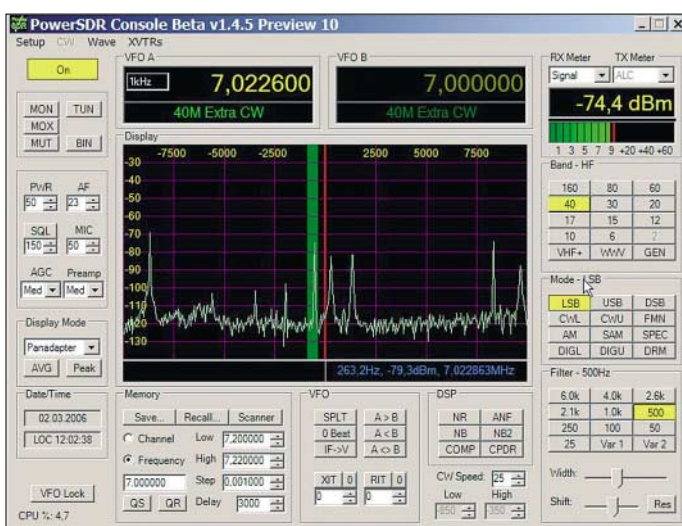 PowerSDR Console Beta v1.4.5 Preview 10
Setup CW Wave XVTRs
On
MON TUN
MOX
MUT BIN
PWR AF
50 23
SQL MIC
150 50
AGC Preamp
Med Med
Display Mode
Panadapter
AVG Peak
Date/Time
02.03.2006
LOC 12:02:38
VFO Lock
CPU %: 4,7
VFO A
1kHz 7,022600
40M Extra CW
VFO B
7,000000
40M Extra CW
Display
-7500 -5000 -2500 2500 5000 7500
-30
-40
-50
-60
-70
-80
-90
-100
-110
-120
-130
263,2Hz, -79,3dBm, 7,022863MHz
Memory
Save... Recall... Scanner
Channel Low 7,200000
Frequency High 7,220000
7.000000 Step 0,001000
QS QR Delay 3000
VFO
SPLT A > B
0 Beat A < B
IF->V A <> B
XIT 0 RIT 0
0 0
DSP
NR ANF
NB NB2
COMP CPDR
CW Speed: 25
Low High
-850 -350
RX Meter TX Meter
Signal ALC
-74,4 dBm
1 3 5 7 9 +20 +40 +60
Band - HF
160 80 60
40 30 20
17 15 12
10 6 2
VHF+ WWV GEN
Mode - LSB
LSB USB DSB
CWL CWU FMN
AM SAM SPEC
DIGL DIGU DRM
Filter - 500Hz
6.0k 4.0k 2.6k
2.1k 1.0k 500
250 100 50
25 Var 1 Var 2
Width:
Shift: Res